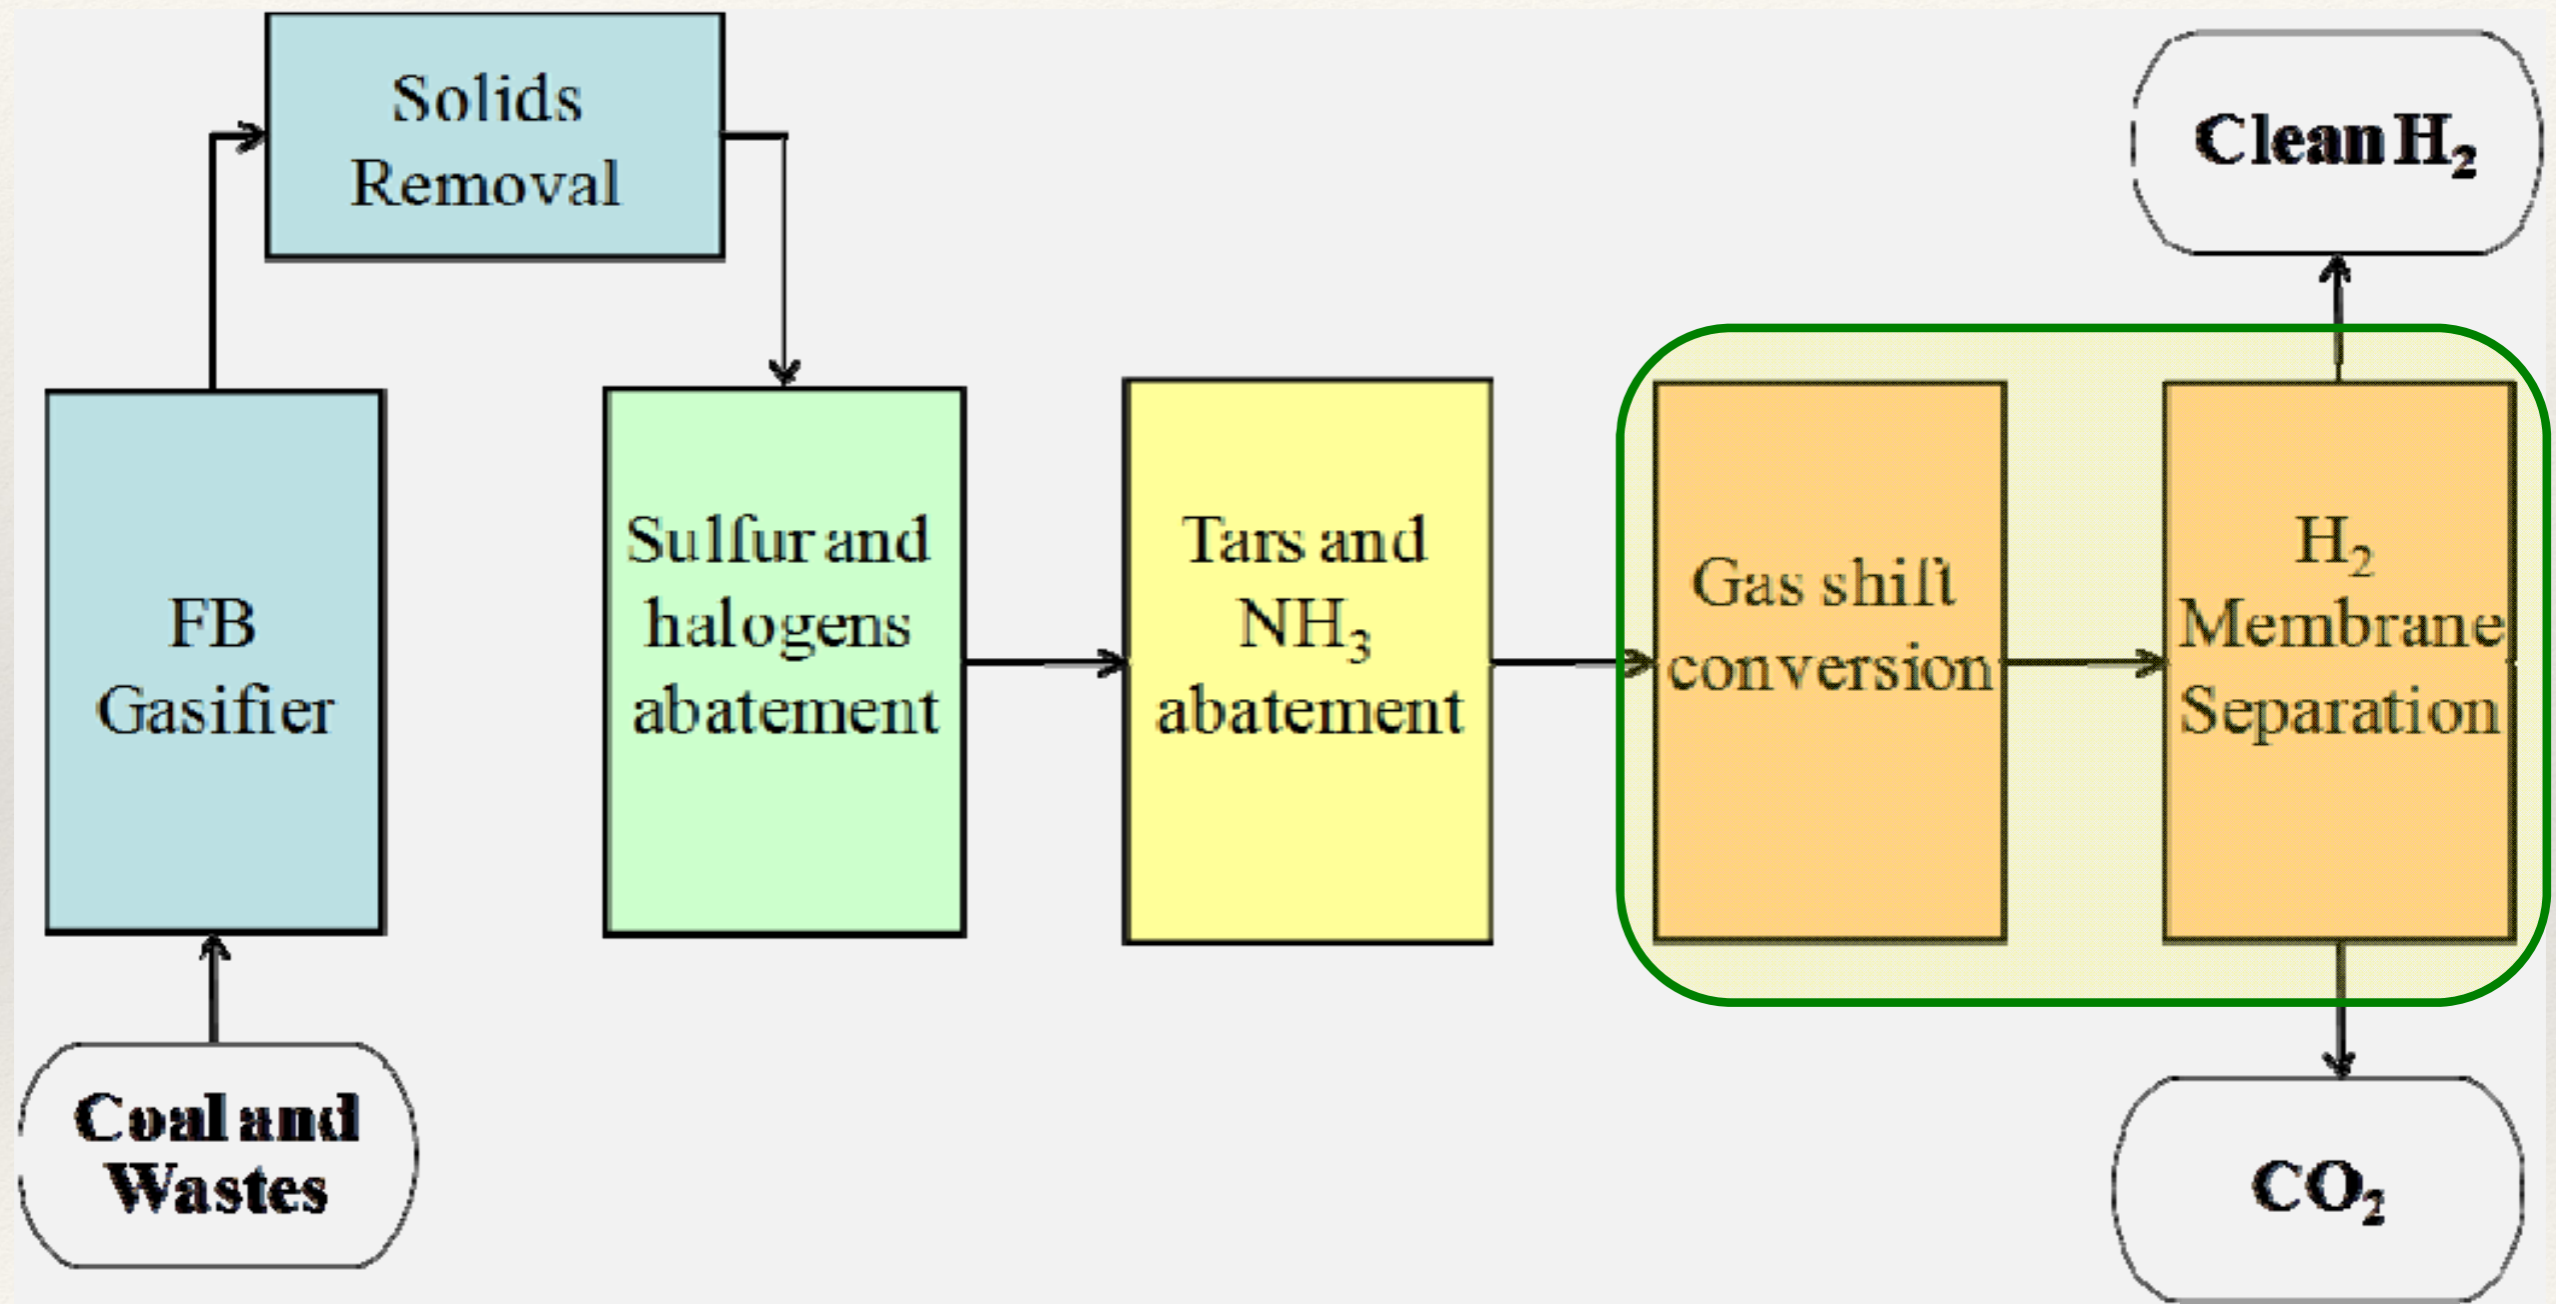 Solids
Removal
Clean H₂
FB
Gasifier
Sulfur and
halogens
abatement
Tars and
NH₃
abatement
Gas shift
conversion
H₂
Membrane
Separation
Coal and
Wastes
CO₂